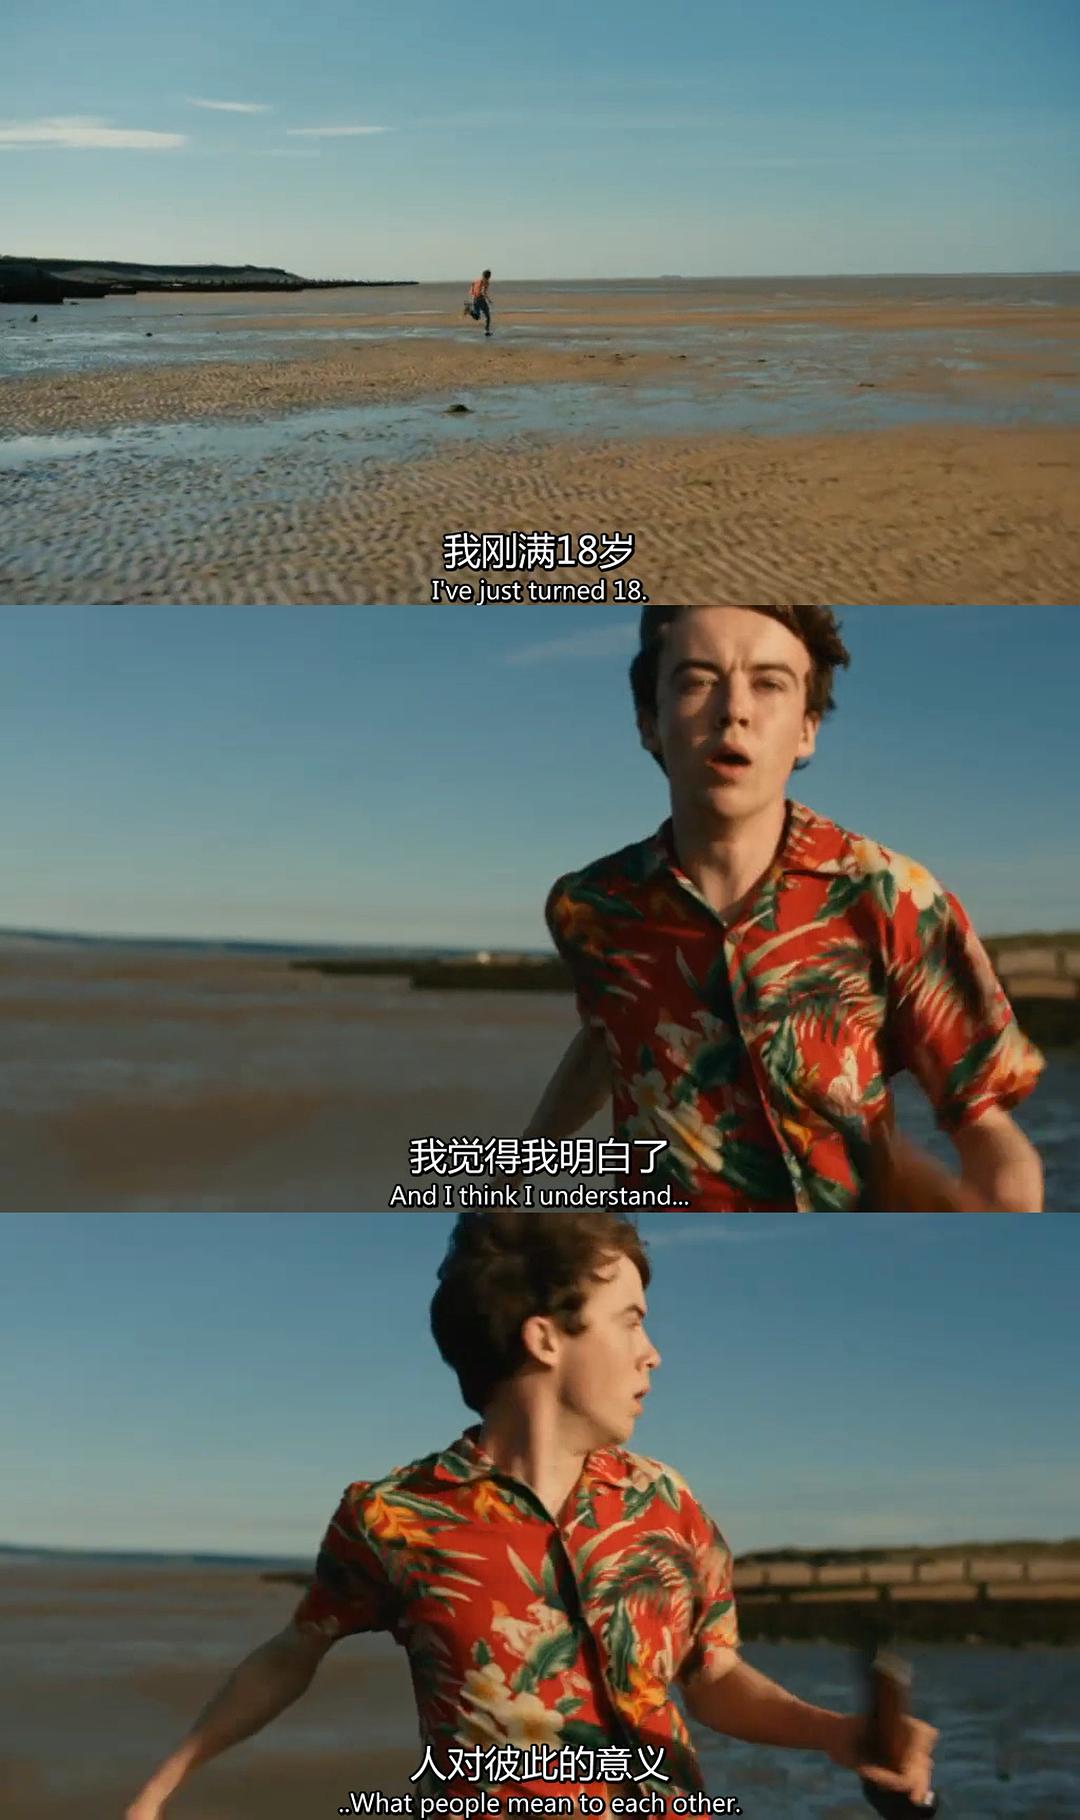 我刚满18岁
I've just turned 18.
我觉得我明白了
And I think I understand...
人对彼此的意义
..What people mean to each other.